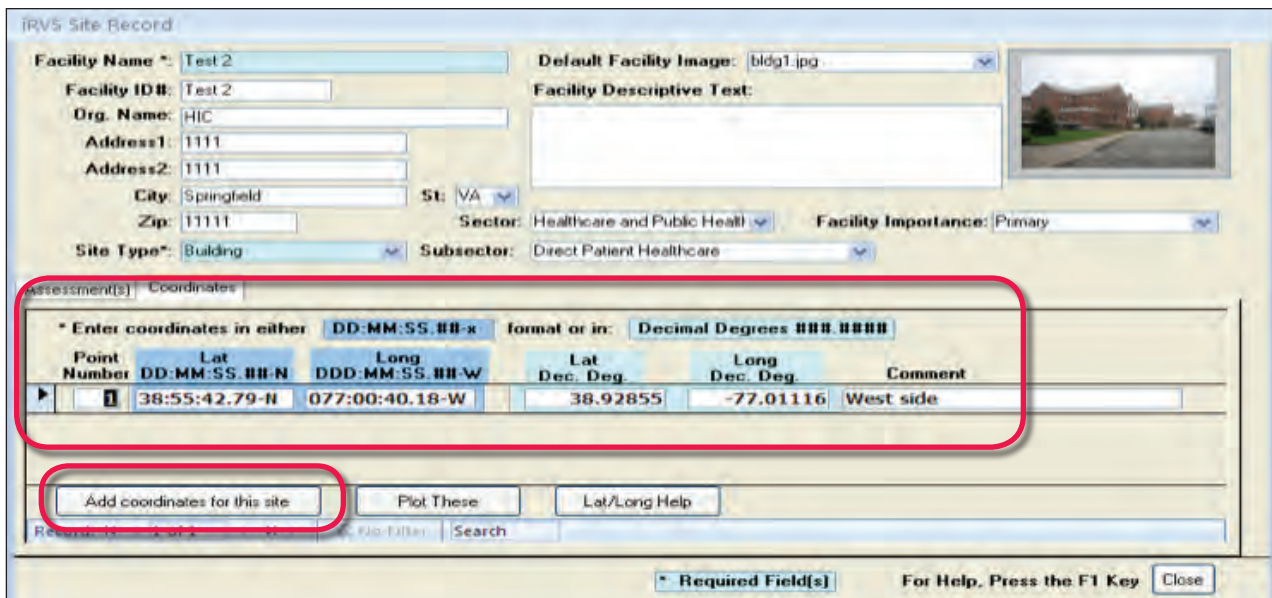 iRVS Site Record
Facility Name *: Test 2 Default Facility Image: bldg1.jpg
Facility ID#: Test 2 Facility Descriptive Text:
Org. Name: HIC
Address1: 1111
Address2: 1111
City: Springfield St: VA
Zip: 11111 Sector: Healthcare and Public Healt Facility Importance: Primary
Site Type*: Building Subsector: Direct Patient Healthcare
Assessment(s) Coordinates
* Enter coordinates in either DD:MM:SS.##-x format or in: Decimal Degrees ###.####
Point Number Lat DD:MM:SS.##-N Long DDD:MM:SS.##-W Lat Dec. Deg. Long Dec. Deg. Comment
1 38:55:42.79-N 077:00:40.18-W 38.92855 -77.01116 West side
Add coordinates for this site Plot These Lat/Long Help
Record: 1 of 1 No Filter Search
* Required Field(s) For Help, Press the F1 Key Close